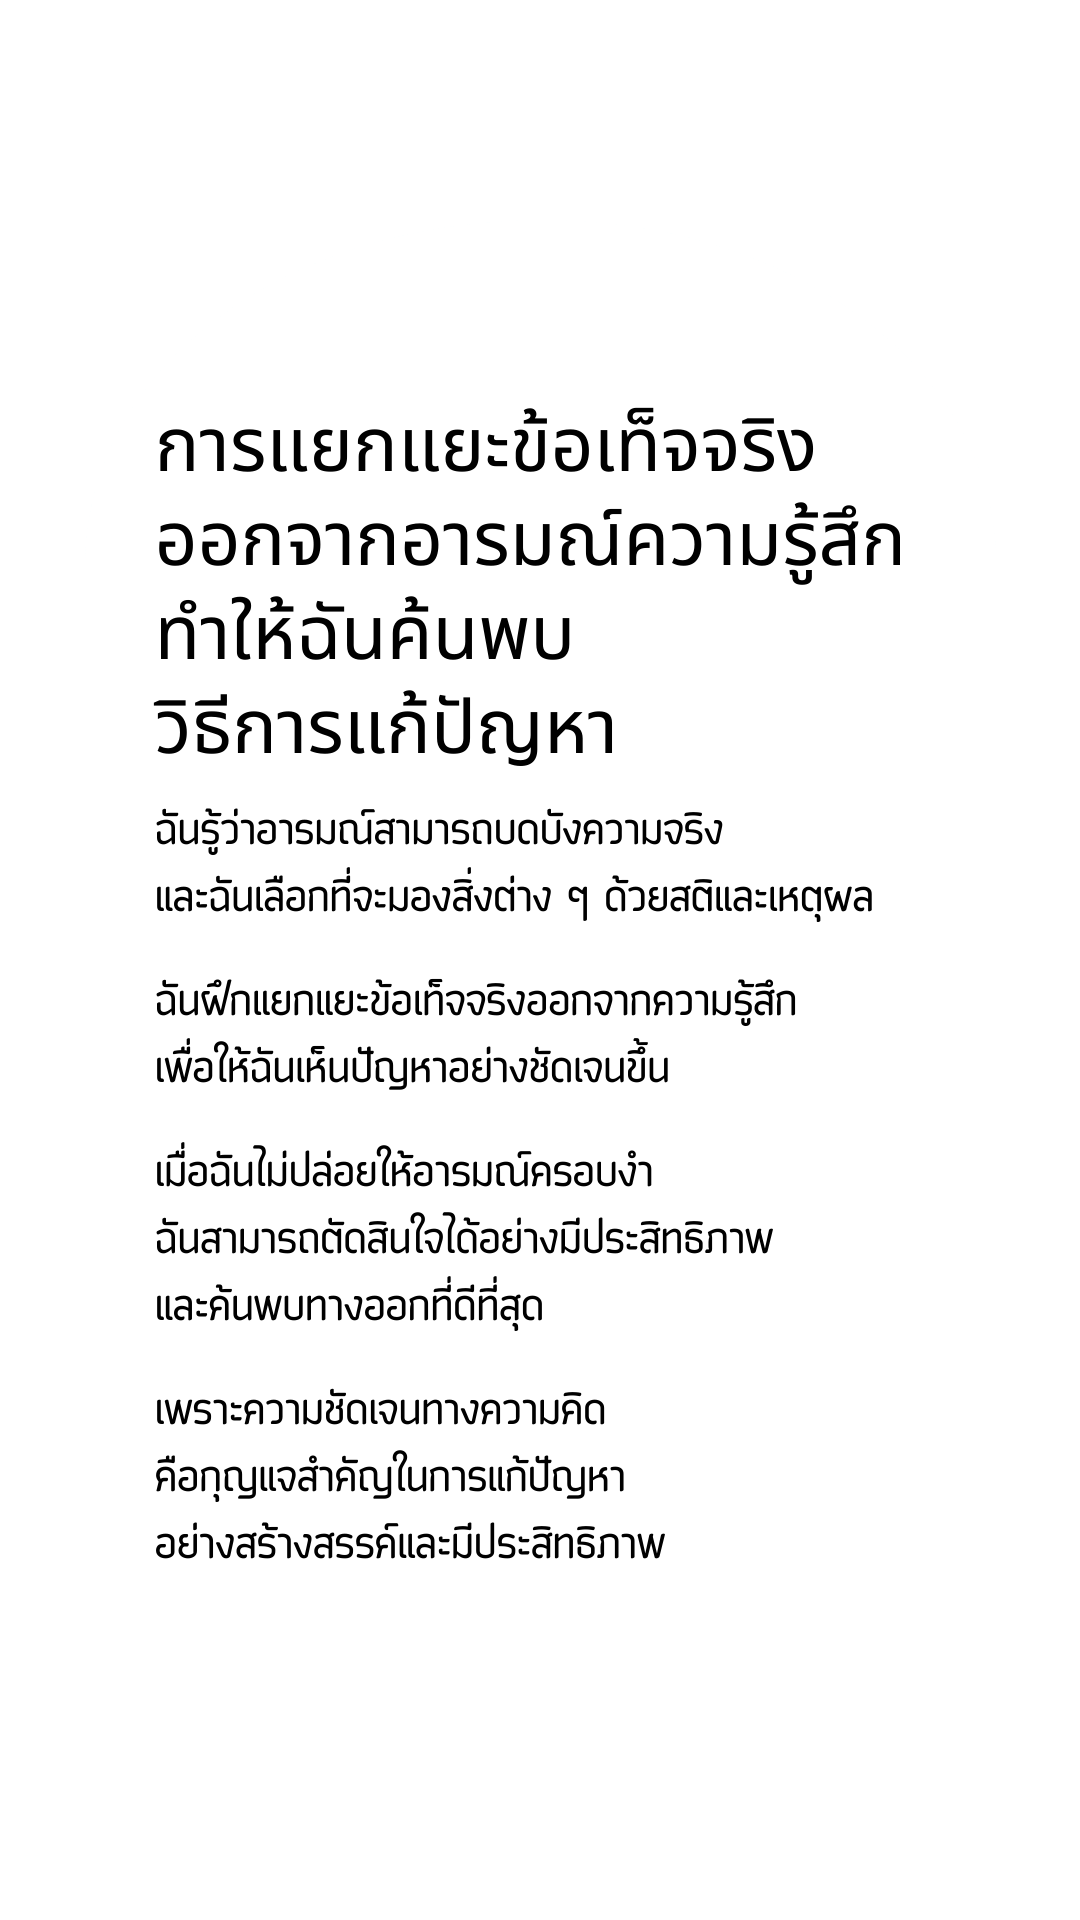 การแยกแยะข้อเท็จจริง
ออกจากอารมณ์ความรู้สึก
ทำให้ฉันค้นพบ
วิธีการแก้ปัญหา
ฉันรู้ว่าอารมณ์สามารถบดบังความจริง
และฉันเลือกที่จะมองสิ่งต่าง ๆ ด้วยสติและเหตุผล
ฉันฝึกแยกแยะข้อเท็จจริงออกจากความรู้สึก
เพื่อให้ฉันเห็นปัญหาอย่างชัดเจนขึ้น
เมื่อฉันไม่ปล่อยให้อารมณ์ครอบงำ
ฉันสามารถตัดสินใจได้อย่างมีประสิทธิภาพ
และค้นพบทางออกที่ดีที่สุด
เพราะความชัดเจนทางความคิด
คือกุญแจสำคัญในการแก้ปัญหา
อย่างสร้างสรรค์และมีประสิทธิภาพ